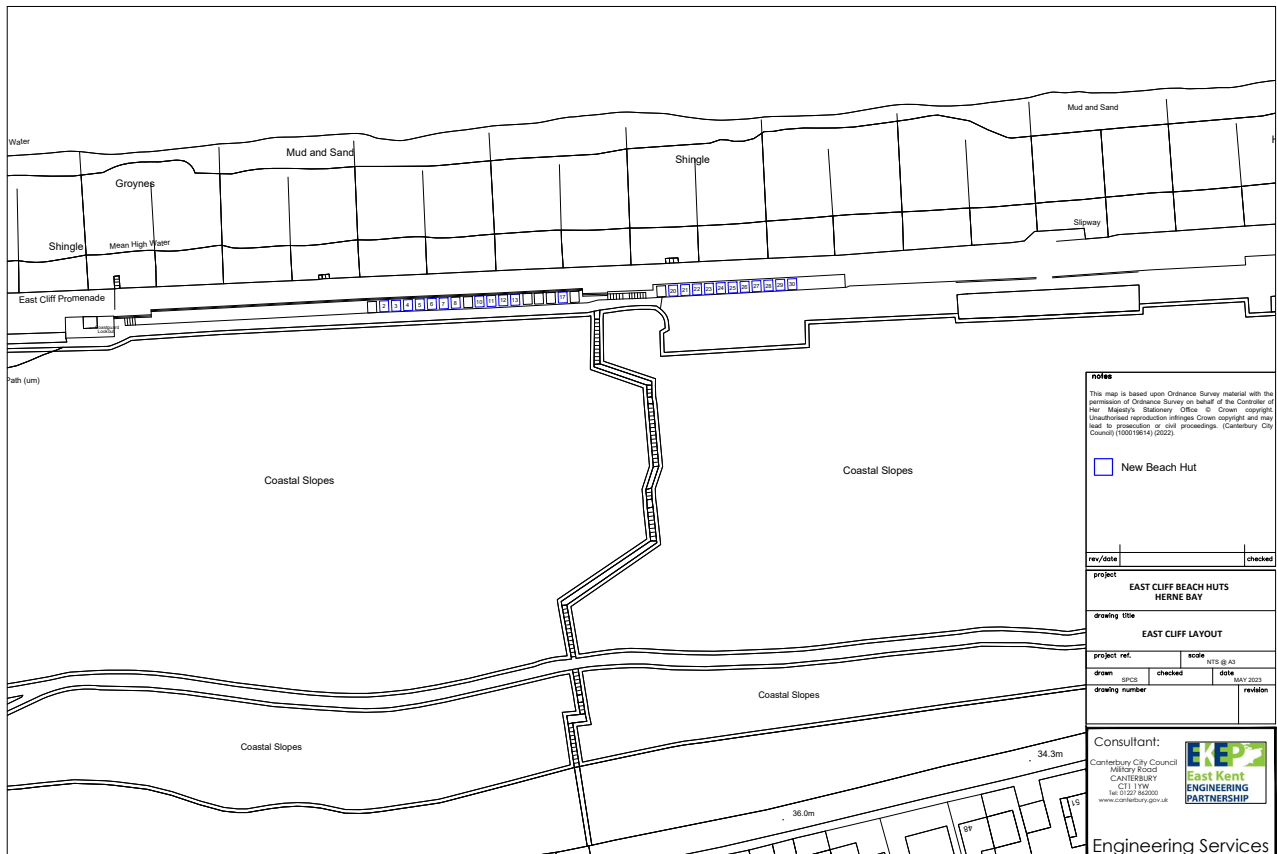 Mud and Sand
Water
Mud and Sand
Shingle
Groynes
Slipway
Shingle
Mean High Water
East Cliff Promenade
2 3 4 5 6 7 8 10 11 12 13 17
20 21 22 23 24 25 26 27 28 29 30
Coastguard
Lookout
Path (um)
Coastal Slopes
Coastal Slopes
Coastal Slopes
Coastal Slopes
34.3m
36.0m
49
51
notes
This map is based upon Ordnance Survey material with the
permission of Ordnance Survey on behalf of the Controller of
Her Majesty's Stationery Office © Crown copyright.
Unauthorised reproduction infringes Crown copyright and may
lead to prosecution or civil proceedings. (Canterbury City
Council) (100019614) (2022).
New Beach Hut
rev/date checked
project
EAST CLIFF BEACH HUTS
HERNE BAY
drawing title
EAST CLIFF LAYOUT
project ref. scale
NTS @ A3
drawn checked date
SPCS MAY 2023
drawing number revision
Consultant:
Canterbury City Council
Military Road
CANTERBURY
CT1 1YW
Tel: 01227 862000
www.canterbury.gov.uk
EKEP
East Kent
ENGINEERING
PARTNERSHIP
Engineering Services